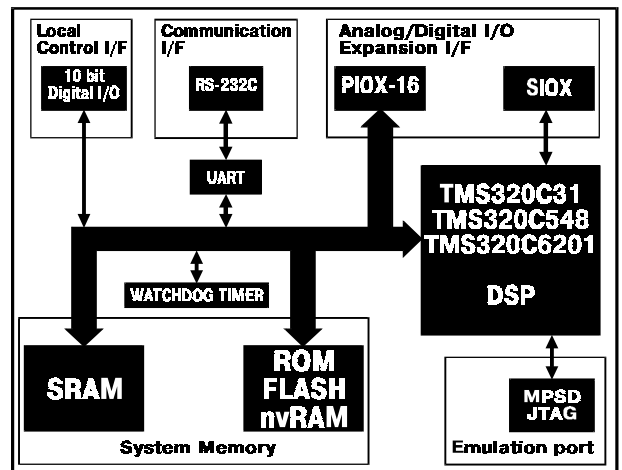 Local
Control I/F
10 bit
Digital I/O
Communication
I/F
RS-232C
UART
Analog/Digital I/O
Expansion I/F
PIOX-16
SIOX
TMS320C31
TMS320C548
TMS320C6201
DSP
WATCHDOG TIMER
SRAM
ROM
FLASH
nvRAM
System Memory
MPSD
JTAG
Emulation port